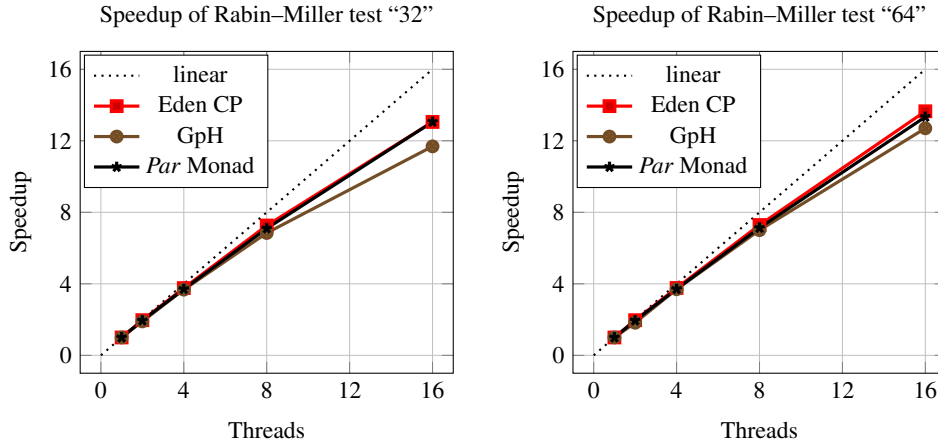 Speedup of Rabin–Miller test “32”
16
12
8
4
0
Speedup
linear
Eden CP
GpH
Par Monad
0 4 8 12 16
Threads
Speedup of Rabin–Miller test “64”
16
12
8
4
0
Speedup
linear
Eden CP
GpH
Par Monad
0 4 8 12 16
Threads